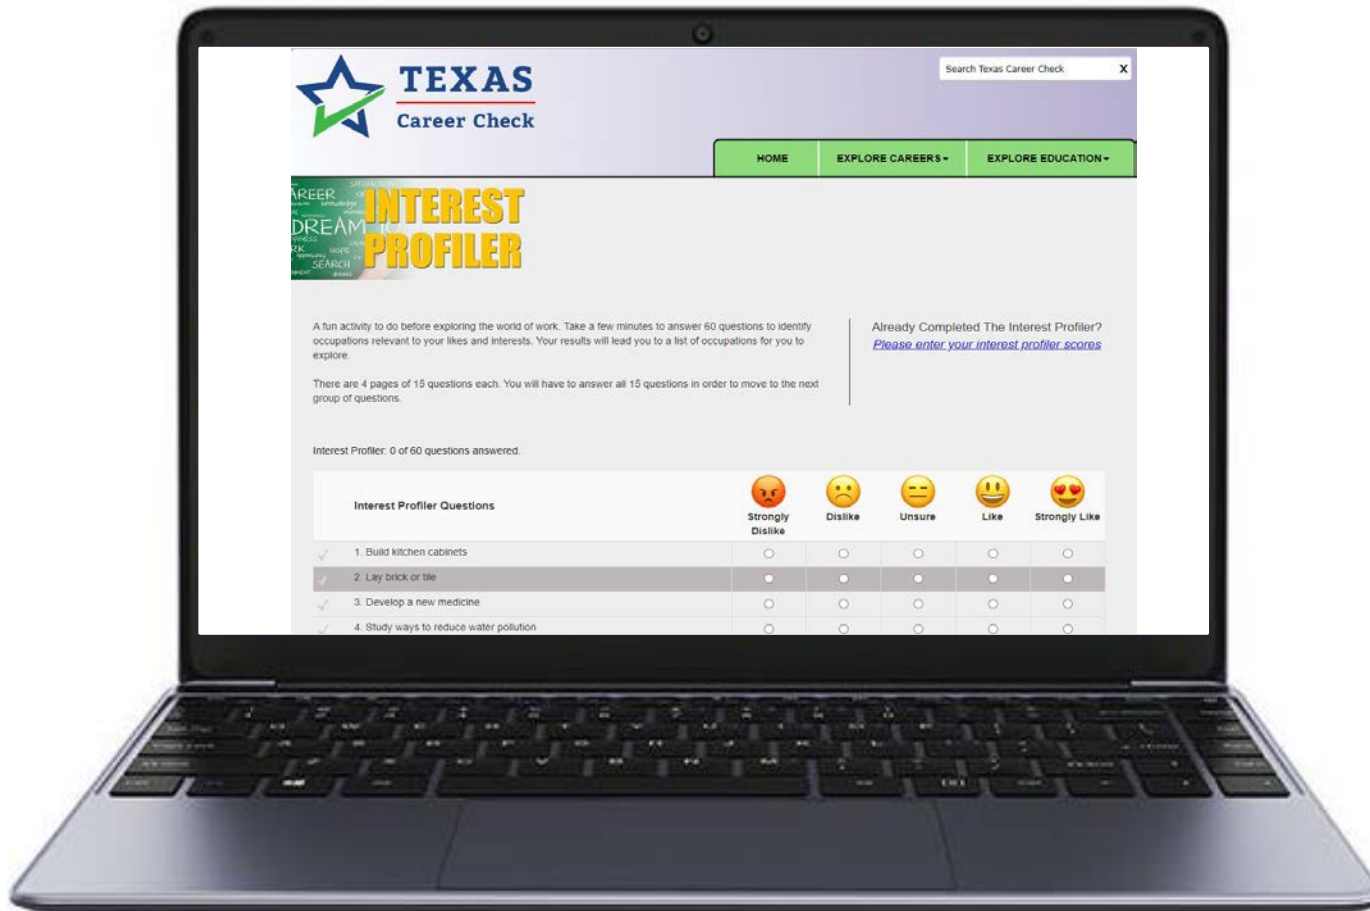 TEXAS
Career Check
Search Texas Career Check X
HOME EXPLORE CAREERS EXPLORE EDUCATION
INTEREST
PROFILER
AREER
DREAM
HOPE
SEARCH
A fun activity to do before exploring the world of work. Take a few minutes to answer 60 questions to identify
occupations relevant to your likes and interests. Your results will lead you to a list of occupations for you to
explore.
There are 4 pages of 15 questions each. You will have to answer all 15 questions in order to move to the next
group of questions.
Already Completed The Interest Profiler?
Please enter your interest profiler scores
Interest Profiler: 0 of 60 questions answered.
Interest Profiler Questions
Strongly
Dislike
Dislike
Unsure
Like
Strongly Like
1. Build kitchen cabinets
2. Lay brick or tile
3. Develop a new medicine
4. Study ways to reduce water pollution